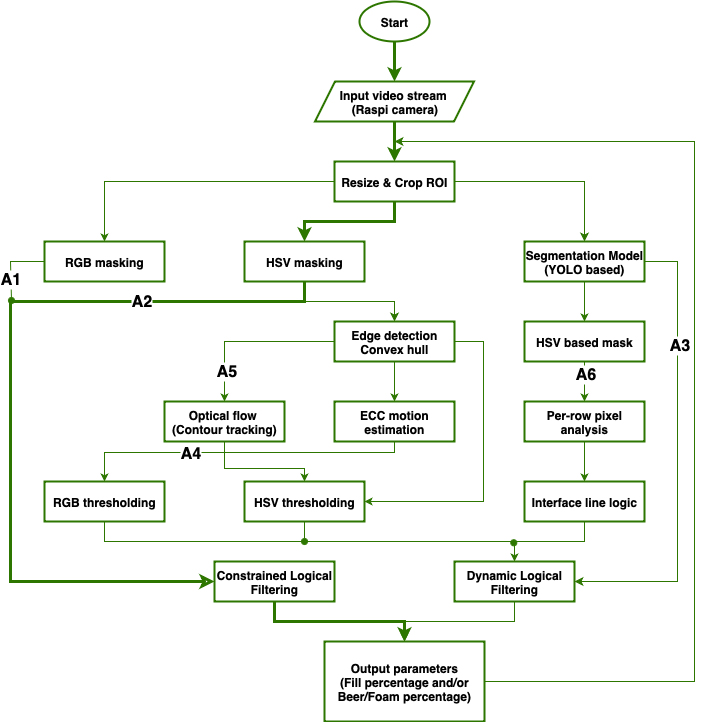 Start
Input video stream
(Raspi camera)
Resize & Crop ROI
RGB masking
HSV masking
Segmentation Model
(YOLO based)
A1
A2
Edge detection
Convex hull
HSV based mask
A3
A5
A6
Optical flow
(Contour tracking)
ECC motion
estimation
Per-row pixel
analysis
A4
RGB thresholding
HSV thresholding
Interface line logic
Constrained Logical
Filtering
Dynamic Logical
Filtering
Output parameters
(Fill percentage and/or
Beer/Foam percentage)